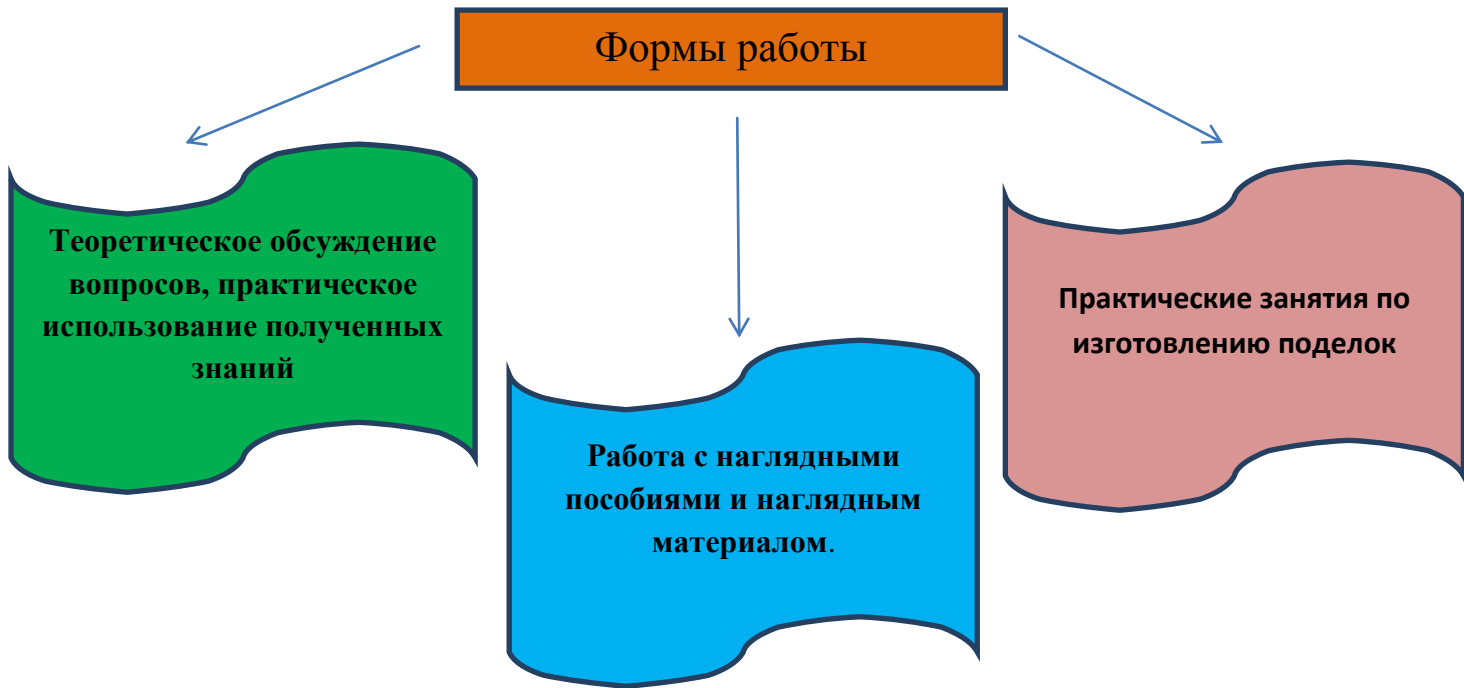 Формы работы
Теоретическое обсуждение
вопросов, практическое
использование полученных
знаний
Работа с наглядными
пособиями и наглядным
материалом.
Практические занятия по
изготовлению поделок